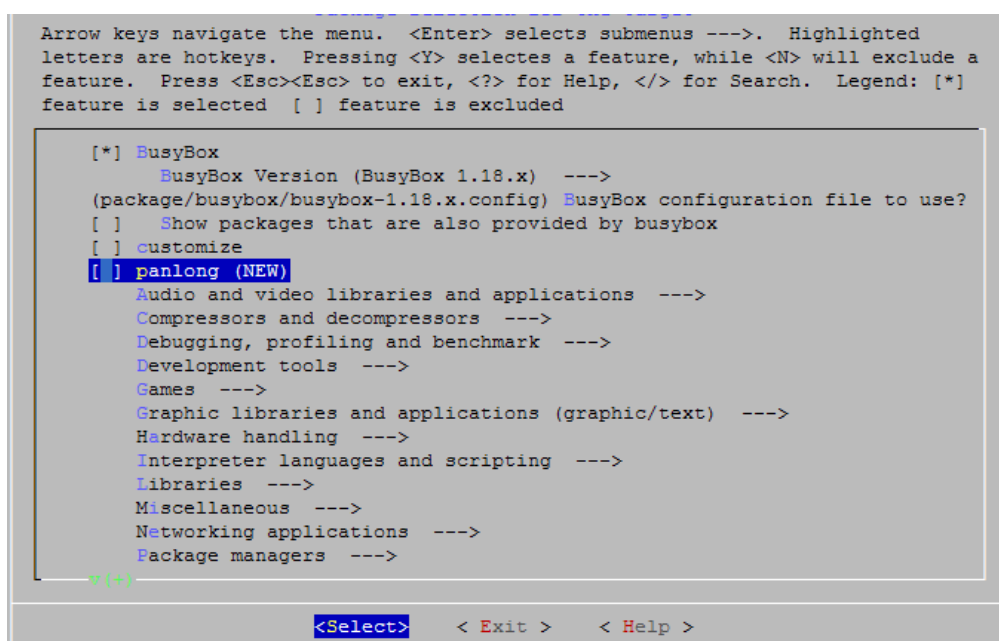 Package Selection for the target
Arrow keys navigate the menu.  <Enter> selects submenus --->.  Highlighted
letters are hotkeys.  Pressing <Y> selectes a feature, while <N> will exclude a
feature.  Press <Esc><Esc> to exit, <?> for Help, </> for Search.  Legend: [*]
feature is selected  [ ] feature is excluded
[*] BusyBox
BusyBox Version (BusyBox 1.18.x)  --->
(package/busybox/busybox-1.18.x.config) BusyBox configuration file to use?
[ ]   Show packages that are also provided by busybox
[ ] customize
[ ] panlong (NEW)
Audio and video libraries and applications  --->
Compressors and decompressors  --->
Debugging, profiling and benchmark  --->
Development tools  --->
Games  --->
Graphic libraries and applications (graphic/text)  --->
Hardware handling  --->
Interpreter languages and scripting  --->
Libraries  --->
Miscellaneous  --->
Networking applications  --->
Package managers  --->
(+)
<Select>    < Exit >    < Help >